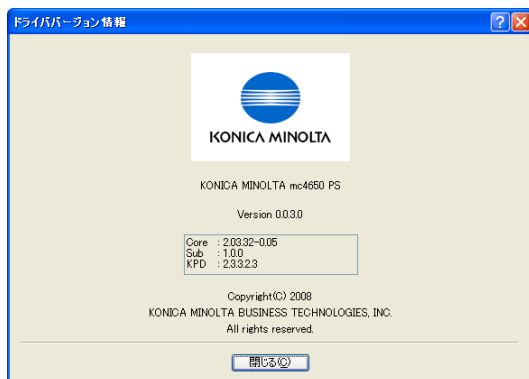 ドライババージョン情報
KONICA MINOLTA
KONICA MINOLTA mc4650 PS
Version 0.0.3.0
Core : 2.03.32-0.05
Sub : 1.0.0
KPD : 2.3.3.2.3
Copyright(C) 2008
KONICA MINOLTA BUSINESS TECHNOLOGIES, INC.
All rights reserved.
閉じる(C)